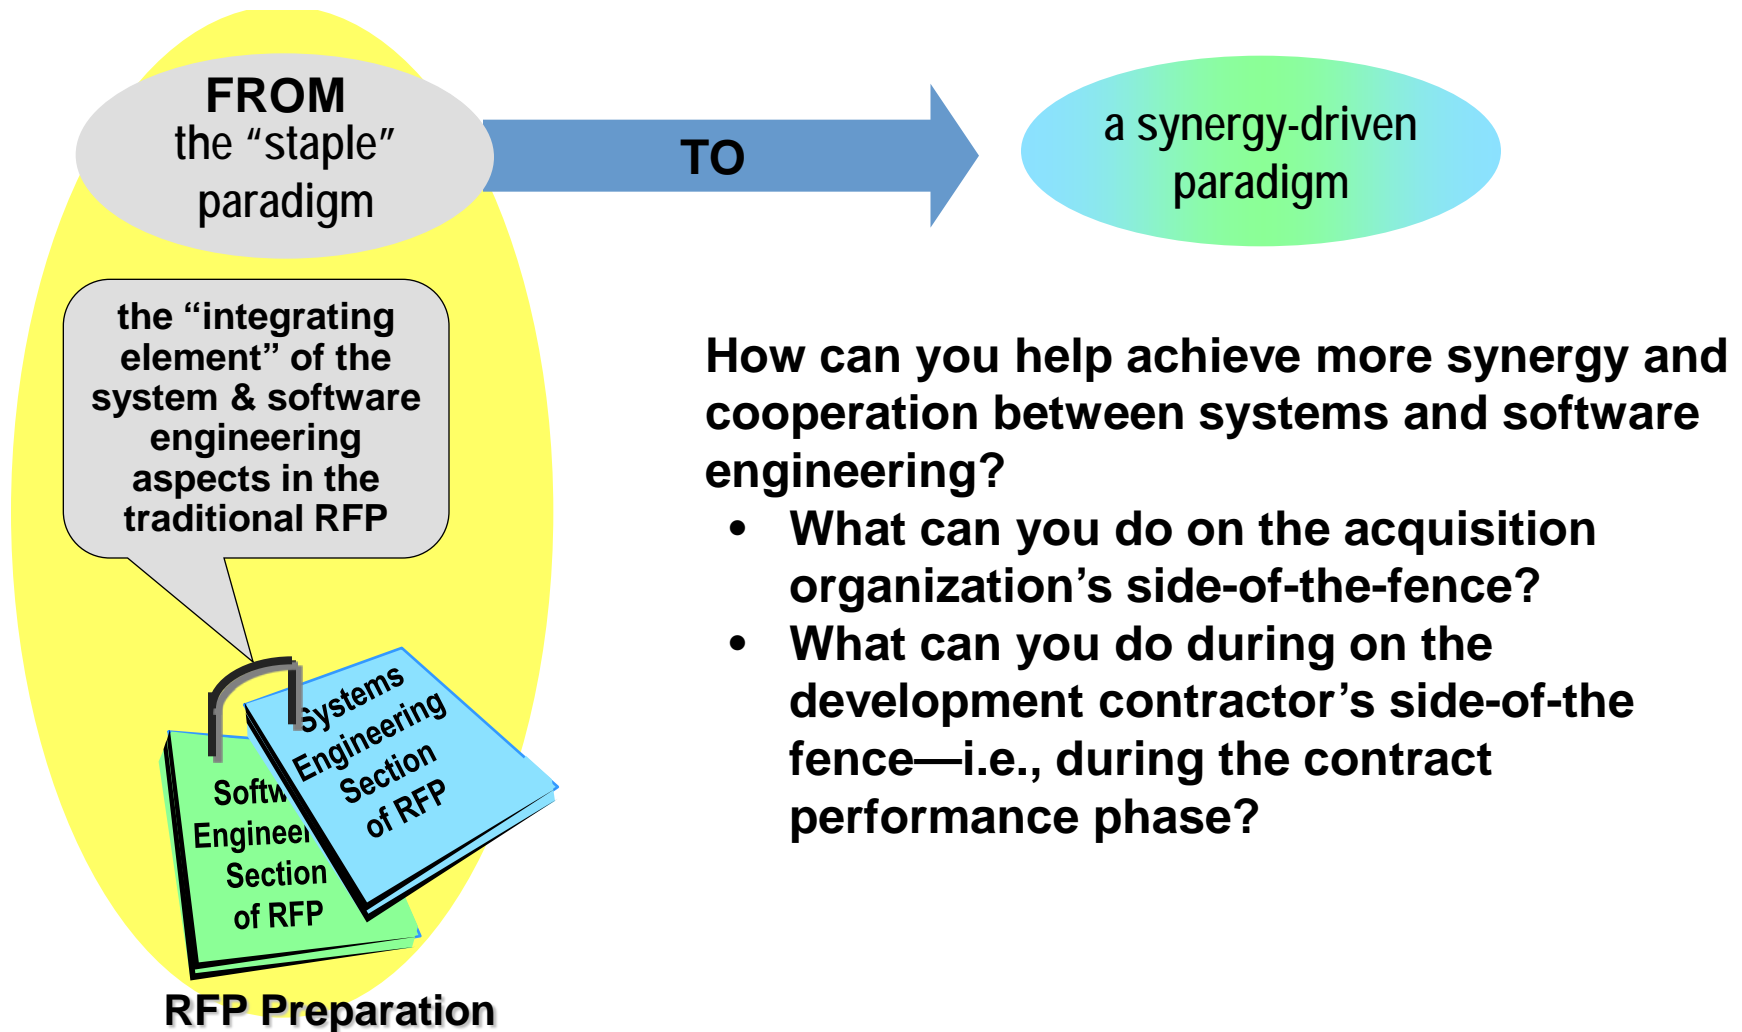 FROM
the “staple”
paradigm
TO
a synergy-driven
paradigm
the “integrating
element” of the
system & software
engineering
aspects in the
traditional RFP
How can you help achieve more synergy and
cooperation between systems and software
engineering?
• What can you do on the acquisition
organization’s side-of-the-fence?
• What can you do during on the
development contractor’s side-of-the
fence—i.e., during the contract
performance phase?
Systems
Engineering
Section
of RFP
Softw
Engineer
Section
of RFP
RFP Preparation